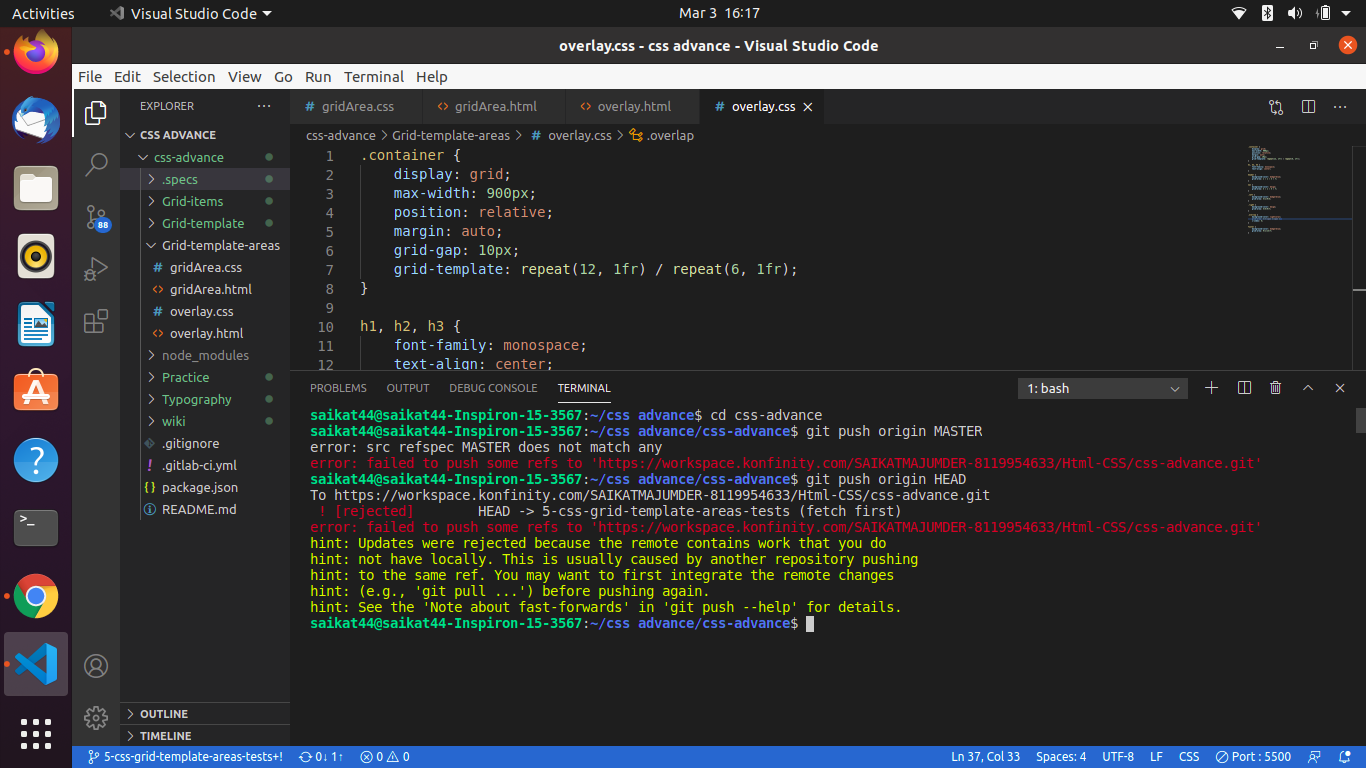 Activities
Visual Studio Code
Mar 3 16:17
overlay.css - css advance - Visual Studio Code
File Edit Selection View Go Run Terminal Help
EXPLORER
CSS ADVANCE
css-advance
.specs
Grid-items
Grid-template
Grid-template-areas
# gridArea.css
<> gridArea.html
# overlay.css
<> overlay.html
node_modules
Practice
Typography
wiki
.gitignore
! .gitlab-ci.yml
{} package.json
README.md
OUTLINE
TIMELINE
88
# gridArea.css <> gridArea.html <> overlay.html # overlay.css
css-advance > Grid-template-areas > # overlay.css > .overlap
1 .container {
2 display: grid;
3 max-width: 900px;
4 position: relative;
5 margin: auto;
6 grid-gap: 10px;
7 grid-template: repeat(12, 1fr) / repeat(6, 1fr);
8 }
9
10 h1, h2, h3 {
11 font-family: monospace;
12 text-align: center;
PROBLEMS OUTPUT DEBUG CONSOLE TERMINAL
1: bash
saikat44@saikat44-Inspiron-15-3567:~/css advance$ cd css-advance
saikat44@saikat44-Inspiron-15-3567:~/css advance/css-advance$ git push origin MASTER
error: src refspec MASTER does not match any
error: failed to push some refs to 'https://workspace.konfinity.com/SAIKATMAJUMDER-8119954633/Html-CSS/css-advance.git'
saikat44@saikat44-Inspiron-15-3567:~/css advance/css-advance$ git push origin HEAD
To https://workspace.konfinity.com/SAIKATMAJUMDER-8119954633/Html-CSS/css-advance.git
! [rejected] HEAD -> 5-css-grid-template-areas-tests (fetch first)
error: failed to push some refs to 'https://workspace.konfinity.com/SAIKATMAJUMDER-8119954633/Html-CSS/css-advance.git'
hint: Updates were rejected because the remote contains work that you do
hint: not have locally. This is usually caused by another repository pushing
hint: to the same ref. You may want to first integrate the remote changes
hint: (e.g., 'git pull ...') before pushing again.
hint: See the 'Note about fast-forwards' in 'git push --help' for details.
saikat44@saikat44-Inspiron-15-3567:~/css advance/css-advance$
5-css-grid-template-areas-tests+! 0↓ 1↑ 0 0 Ln 37, Col 33 Spaces: 4 UTF-8 LF CSS Port : 5500